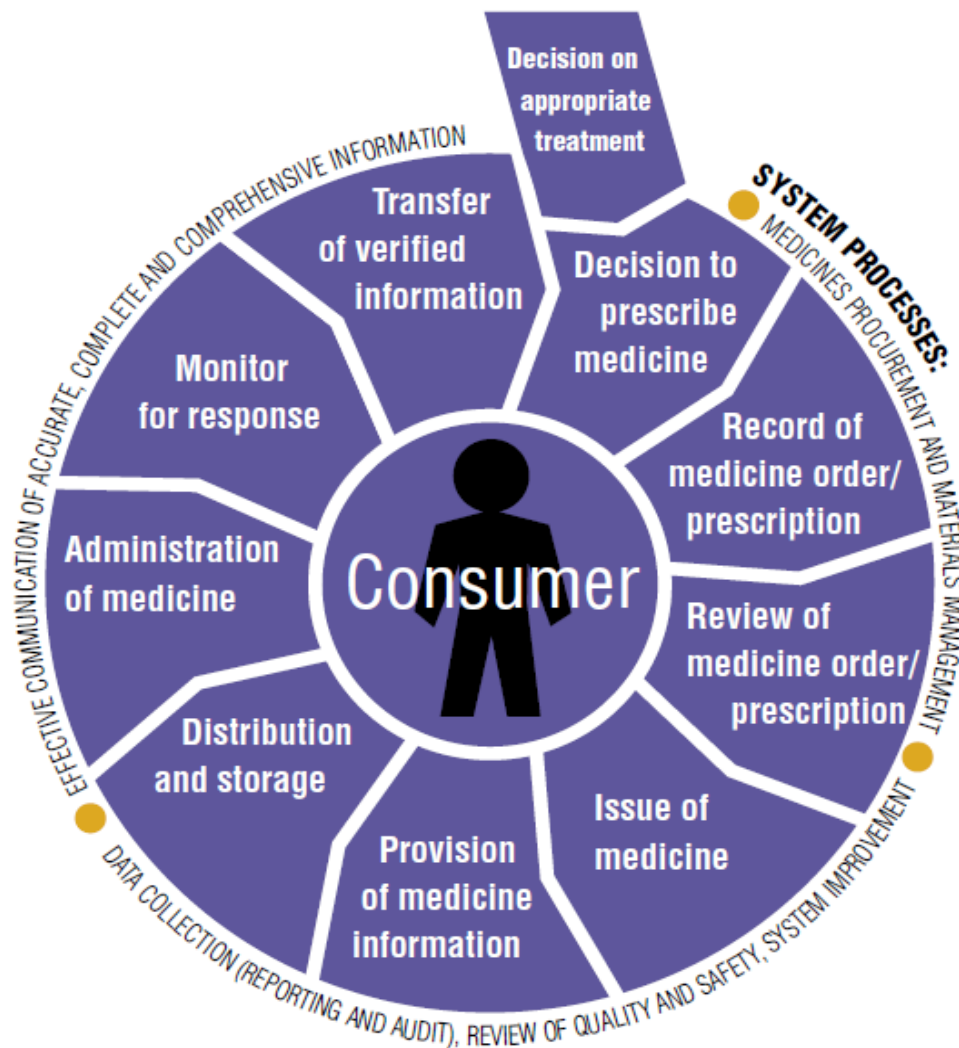 Decision on
appropriate
treatment
Decision to
prescribe
medicine
Record of
medicine order/
prescription
Review of
medicine order/
prescription
Issue of
medicine
Provision
of medicine
information
Distribution
and storage
Administration
of medicine
Monitor
for response
Transfer
of verified
information
Consumer
SYSTEM PROCESSES:
MEDICINES PROCUREMENT AND MATERIALS MANAGEMENT
DATA COLLECTION (REPORTING AND AUDIT), REVIEW OF QUALITY AND SAFETY, SYSTEM IMPROVEMENT
EFFECTIVE COMMUNICATION OF ACCURATE, COMPLETE AND COMPREHENSIVE INFORMATION